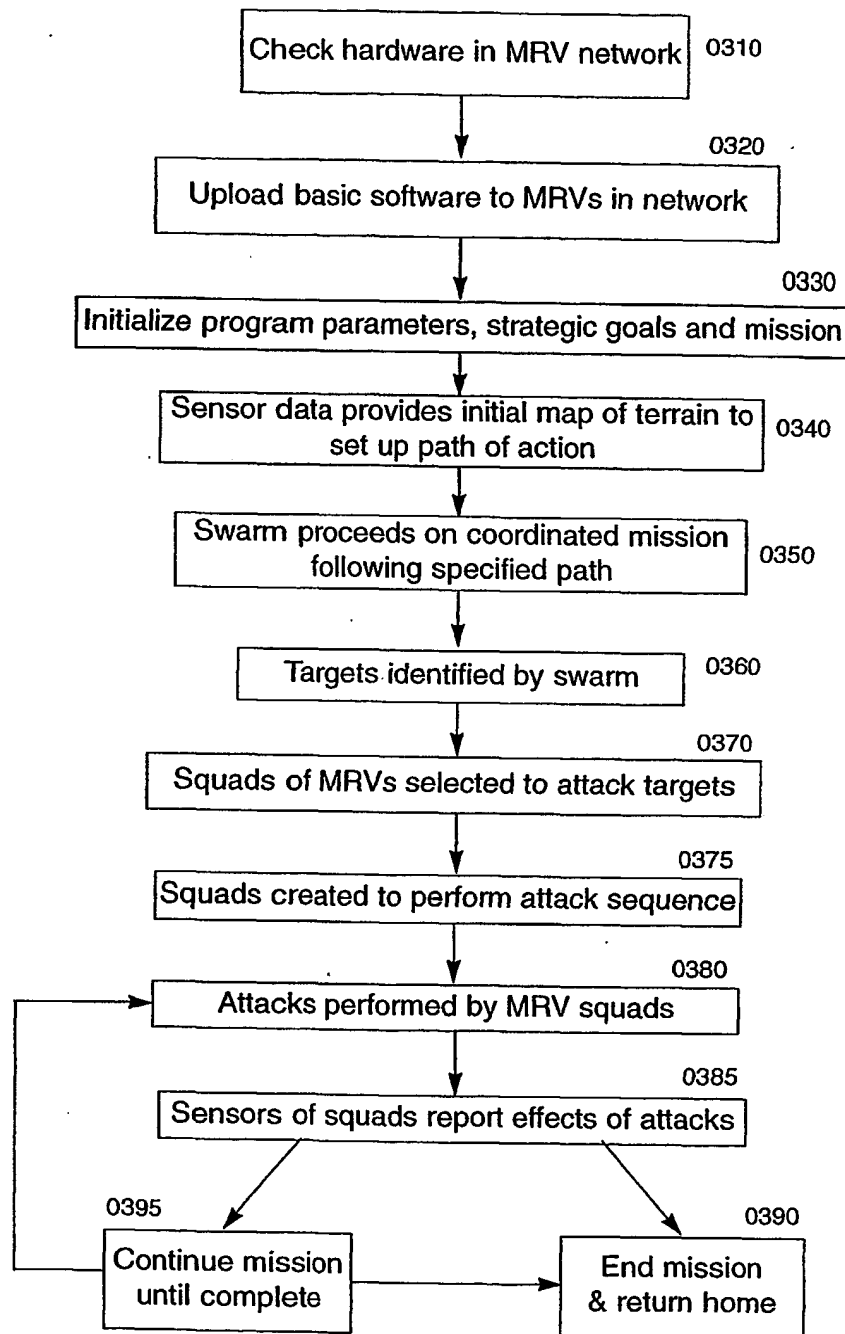 Check hardware in MRV network
0310
0320
Upload basic software to MRVs in network
0330
Initialize program parameters, strategic goals and mission
Sensor data provides initial map of terrain to
set up path of action
0340
Swarm proceeds on coordinated mission
following specified path
0350
Targets identified by swarm
0360
0370
Squads of MRVs selected to attack targets
0375
Squads created to perform attack sequence
0380
Attacks performed by MRV squads
0385
Sensors of squads report effects of attacks
0395
Continue mission
until complete
0390
End mission
& return home